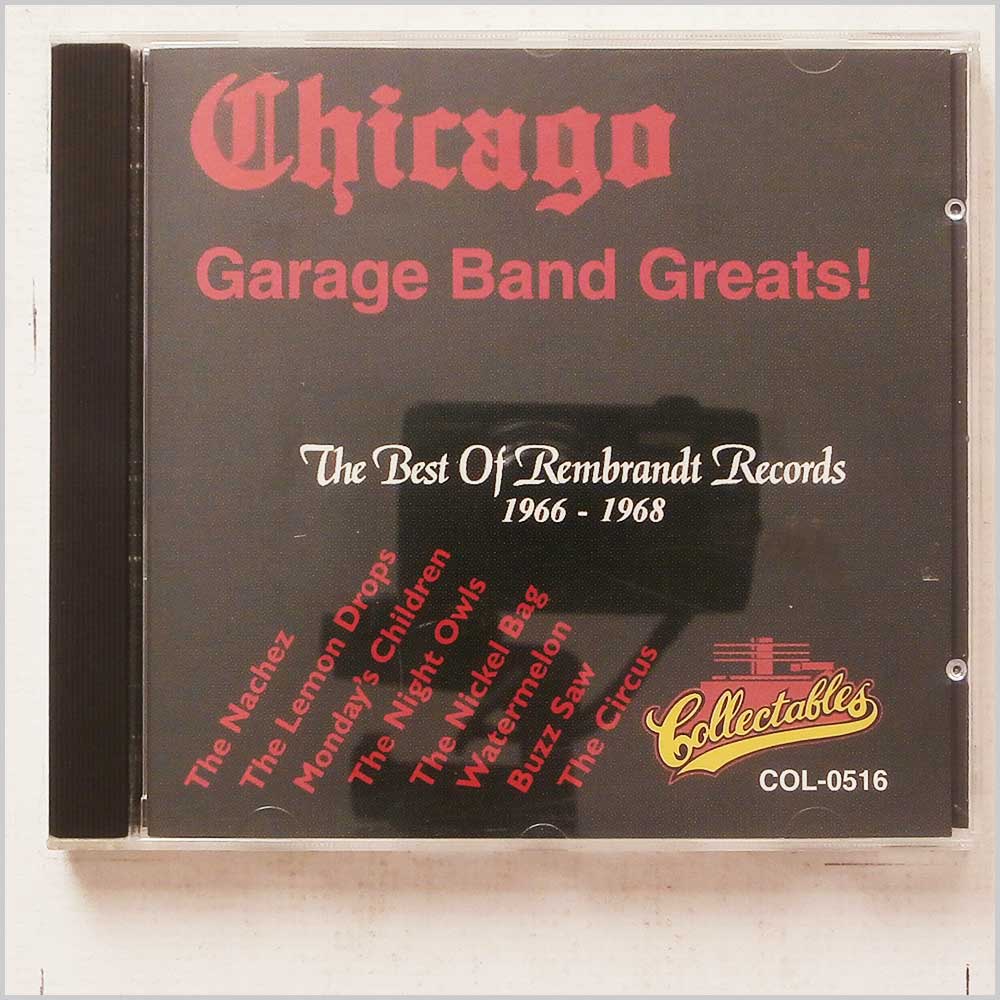 Chicago
Garage Band Greats!
The Best Of Rembrandt Records
1966 - 1968
The Nachez
The Lemon Drops
Monday's Children
The Night Owls
The Nickel Bag
Watermelon
Buzz Saw
The Circus
Collectables
COL-0516